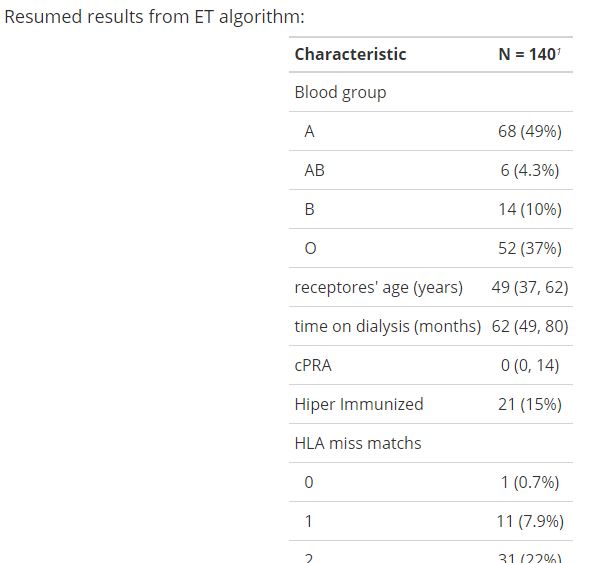 Resumed results from ET algorithm:
Characteristic N = 140¹
Blood group
A 68 (49%)
AB 6 (4.3%)
B 14 (10%)
O 52 (37%)
receptores' age (years) 49 (37, 62)
time on dialysis (months) 62 (49, 80)
cPRA 0 (0, 14)
Hiper Immunized 21 (15%)
HLA miss matchs
0 1 (0.7%)
1 11 (7.9%)
2 31 (22%)